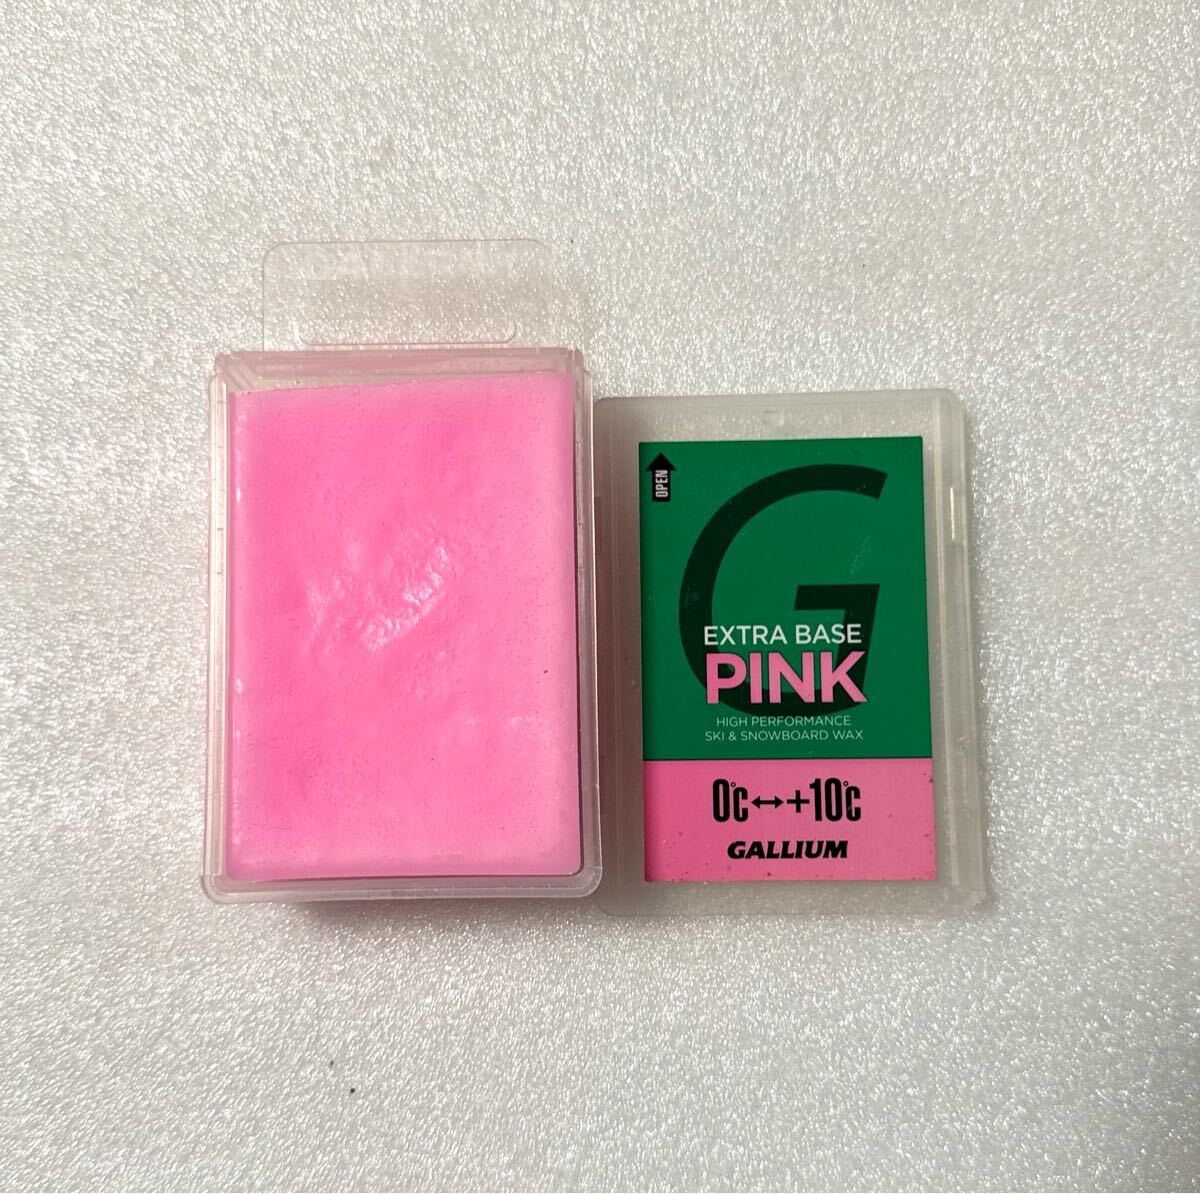 OPEN
G
EXTRA BASE
PINK
HIGH PERFORMANCE
SKI & SNOWBOARD WAX
0℃↔+10℃
GALLIUM